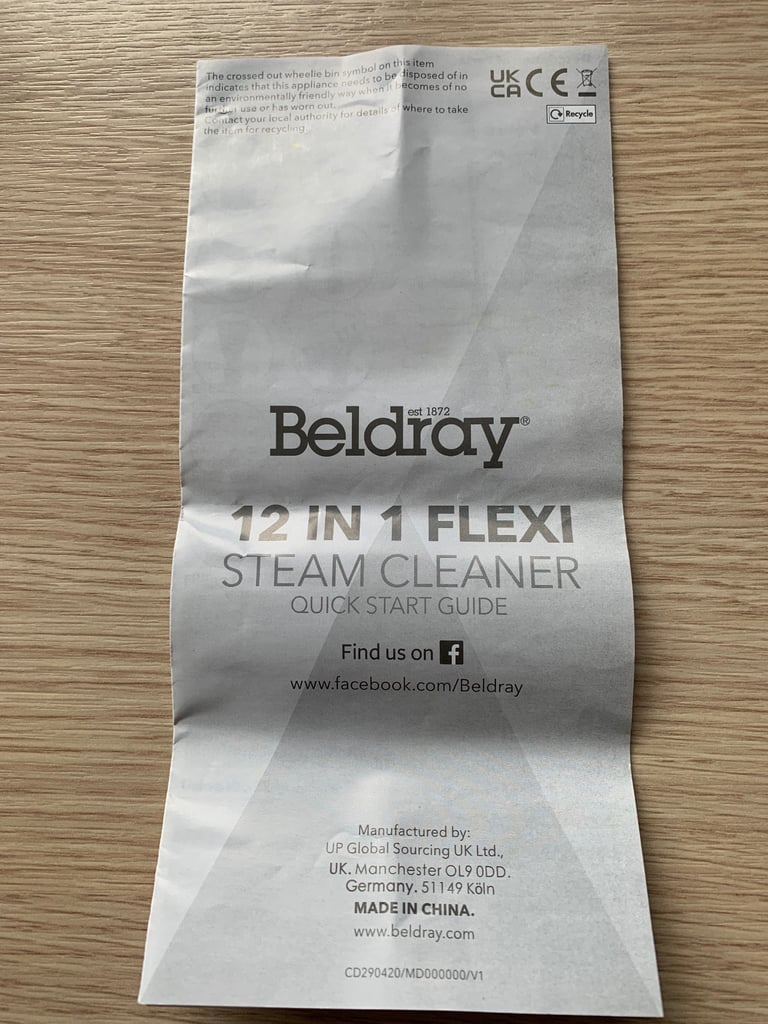 The crossed out wheelie bin symbol on this item
indicates that this appliance needs to be disposed of in
an environmentally friendly way when it becomes of no
further use or has worn out.
Contact your local authority for details of where to take
the item for recycling.
UK
CA CE
Recycle
est 1872
Beldray®
12 IN 1 FLEXI
STEAM CLEANER
QUICK START GUIDE
Find us on f
www.facebook.com/Beldray
Manufactured by:
UP Global Sourcing UK Ltd.,
UK. Manchester OL9 0DD.
Germany. 51149 Köln
MADE IN CHINA.
www.beldray.com
CD290420/MD000000/V1